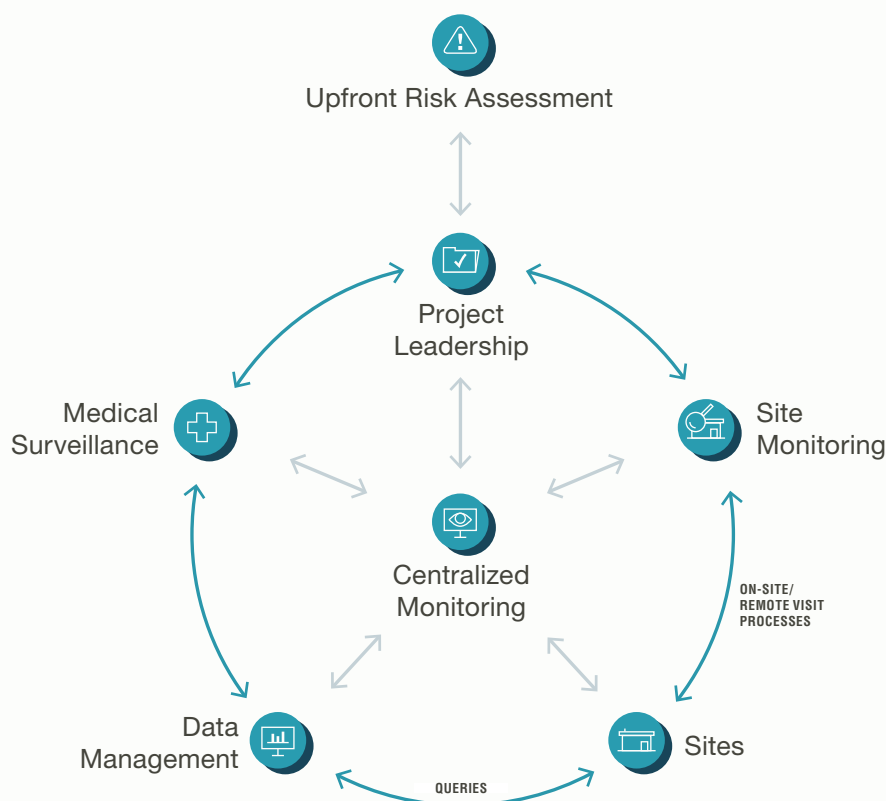 Upfront Risk Assessment
Project
Leadership
Medical
Surveillance
Site
Monitoring
Centralized
Monitoring
ON-SITE/
REMOTE VISIT
PROCESSES
Data
Management
Sites
QUERIES